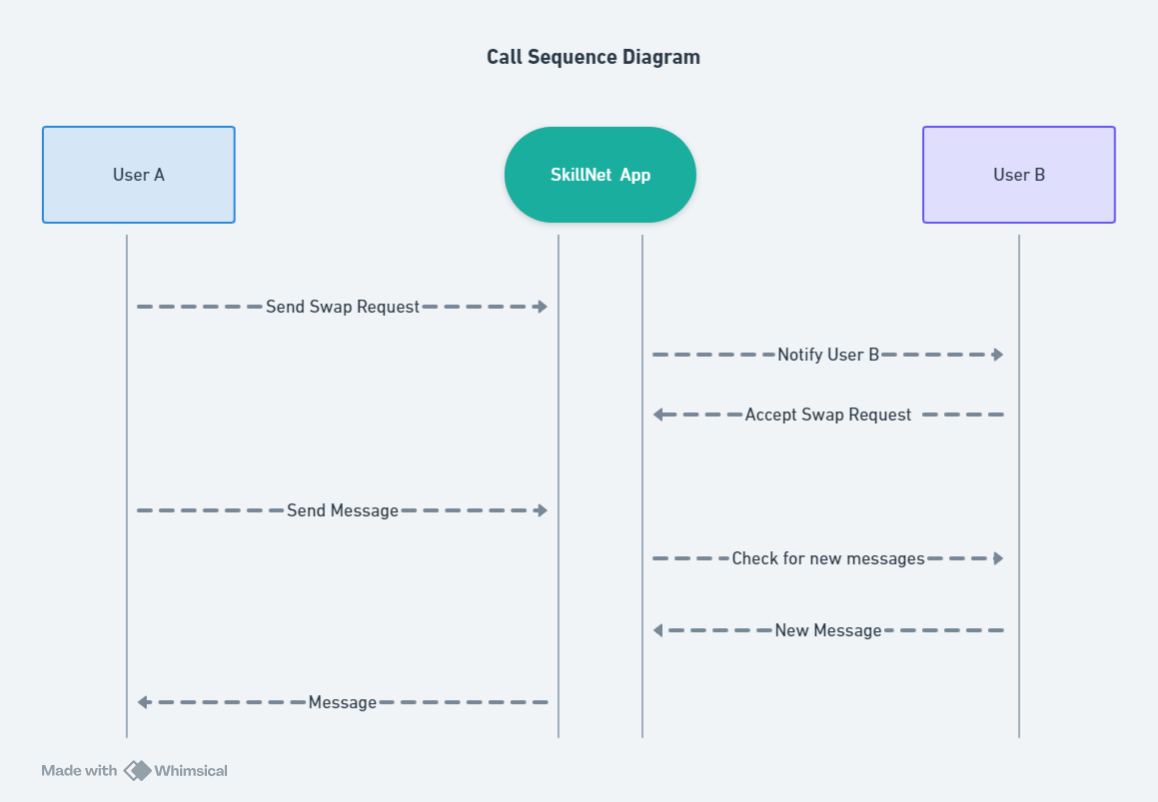 Call Sequence Diagram
User A
SkillNet App
User B
Send Swap Request
Notify User B
Accept Swap Request
Send Message
Check for new messages
New Message
Message
Made with Whimsical